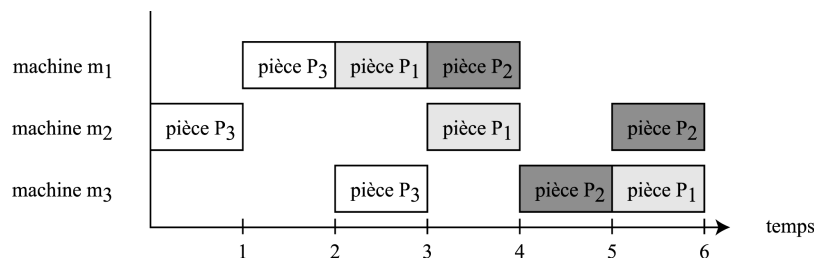 machine m1 pièce P3 pièce P1 pièce P2
machine m2 pièce P3 pièce P1 pièce P2
machine m3 pièce P3 pièce P2 pièce P1
temps
1 2 3 4 5 6